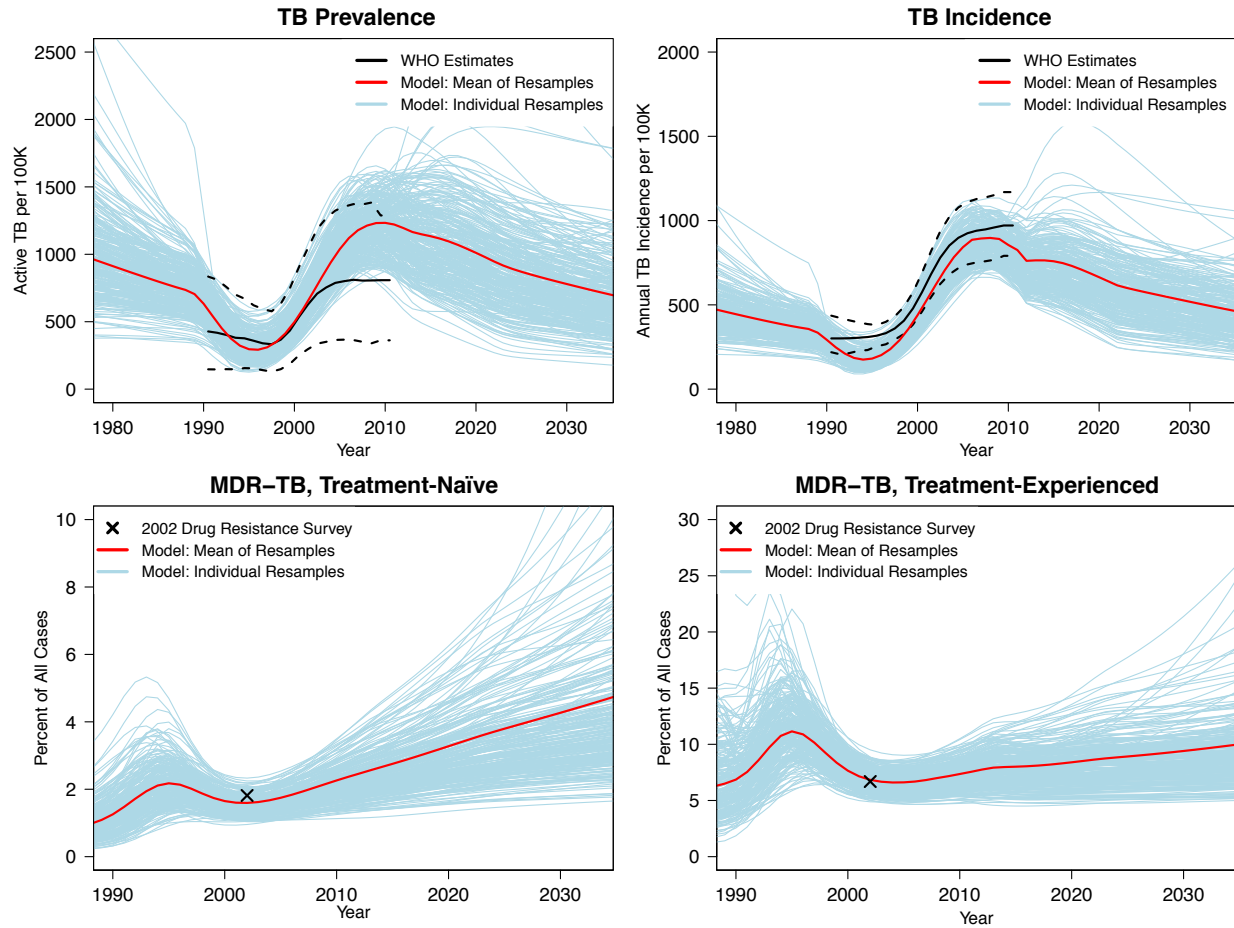 TB Prevalence
Active TB per 100K
2500
2000
1500
1000
500
0
WHO Estimates
Model: Mean of Resamples
Model: Individual Resamples
1980 1990 2000 2010 2020 2030
Year
TB Incidence
Annual TB Incidence per 100K
2000
1500
1000
500
0
WHO Estimates
Model: Mean of Resamples
Model: Individual Resamples
1980 1990 2000 2010 2020 2030
Year
MDR−TB, Treatment−Naïve
Percent of All Cases
10
8
6
4
2
0
2002 Drug Resistance Survey
Model: Mean of Resamples
Model: Individual Resamples
1990 2000 2010 2020 2030
Year
MDR−TB, Treatment−Experienced
Percent of All Cases
30
25
20
15
10
5
0
2002 Drug Resistance Survey
Model: Mean of Resamples
Model: Individual Resamples
1990 2000 2010 2020 2030
Year